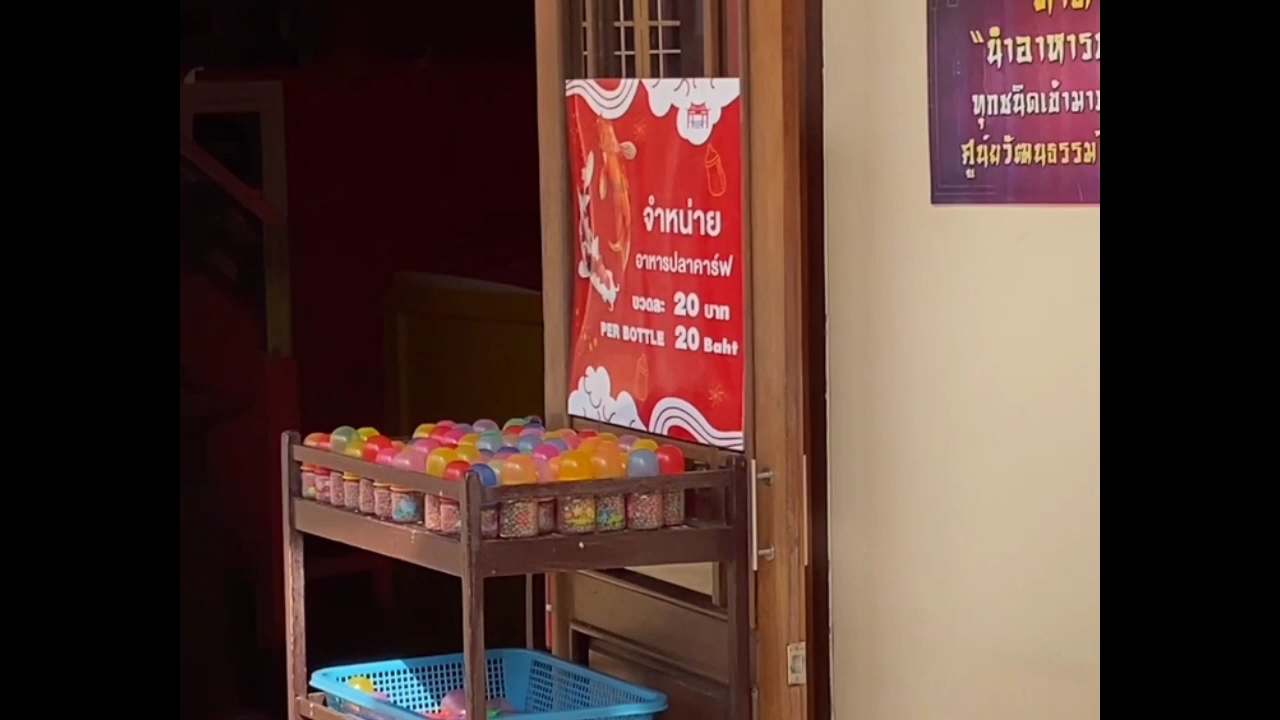 จำหน่าย
อาหารปลาคาร์ฟ
ขวดละ 20 บาท
PER BOTTLE 20 Baht
"นำอาหาร
ทุกชนิดเข้ามา
ศูนย์วัฒนธรรม